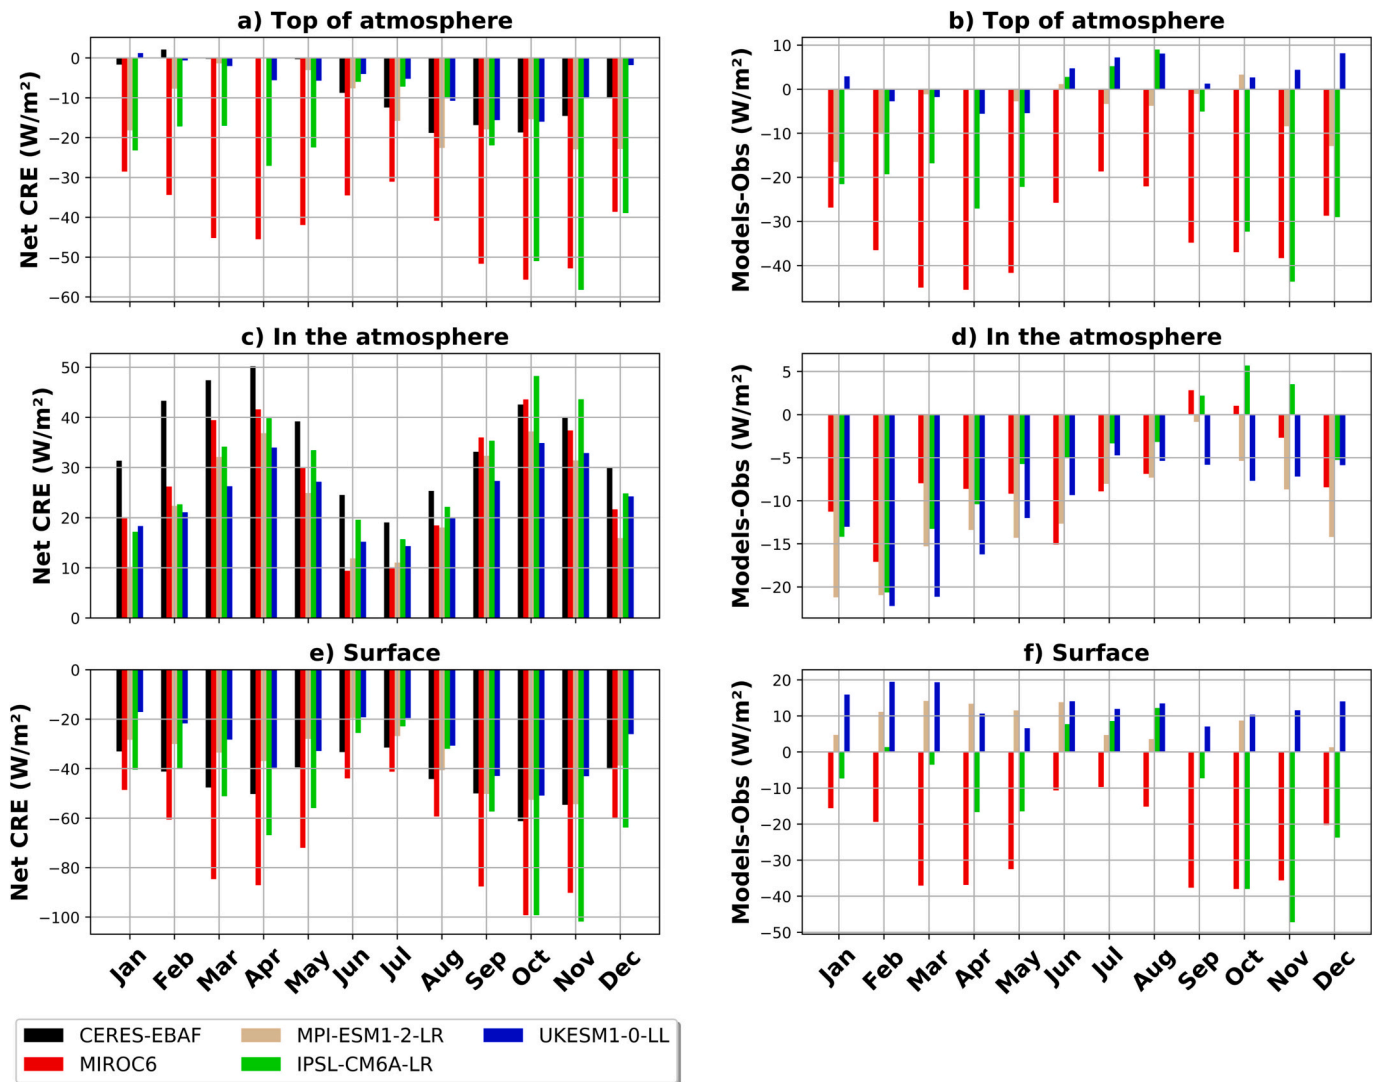 a) Top of atmosphere
b) Top of atmosphere
Net CRE (W/m²)
0
−10
−20
−30
−40
−50
−60
Models-Obs (W/m²)
10
0
−10
−20
−30
−40
c) In the atmosphere
d) In the atmosphere
Net CRE (W/m²)
50
40
30
20
10
0
Models-Obs (W/m²)
5
0
−5
−10
−15
−20
e) Surface
f) Surface
Net CRE (W/m²)
0
−20
−40
−60
−80
−100
Models-Obs (W/m²)
20
10
0
−10
−20
−30
−40
−50
Jan Feb Mar Apr May Jun Jul Aug Sep Oct Nov Dec
Jan Feb Mar Apr May Jun Jul Aug Sep Oct Nov Dec
CERES-EBAF MPI-ESM1-2-LR UKESM1-0-LL
MIROC6 IPSL-CM6A-LR